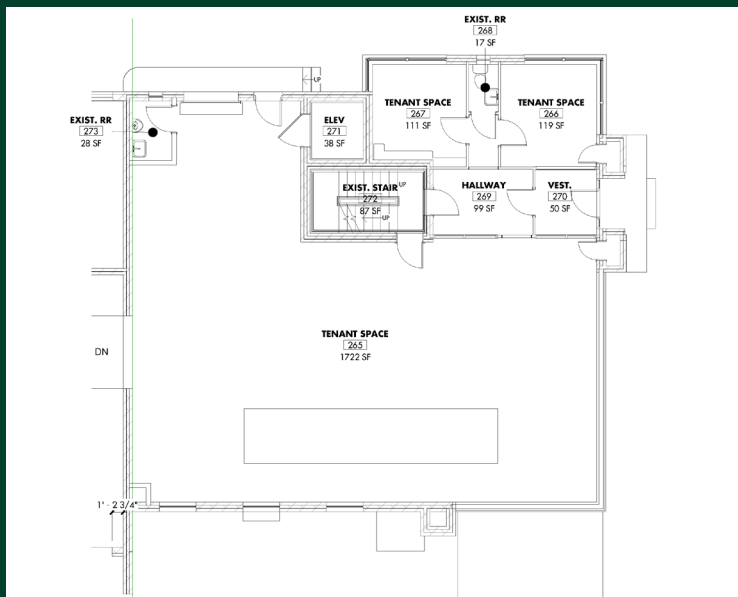 EXIST. RR
268
17 SF
UP
TENANT SPACE
267
111 SF
TENANT SPACE
266
119 SF
EXIST. RR
273
28 SF
ELEV
271
38 SF
EXIST. STAIR
UP
272
87 SF
UP
HALLWAY
269
99 SF
VEST.
270
50 SF
TENANT SPACE
265
1722 SF
DN
1' - 2 3/4"